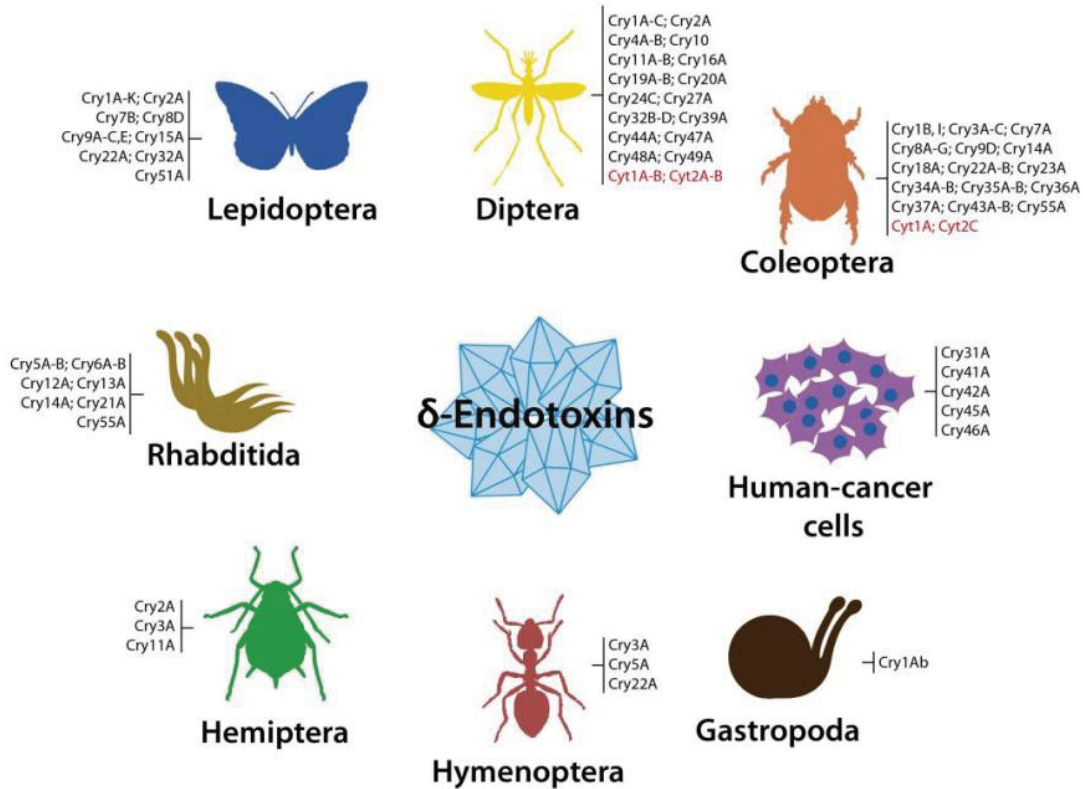 Cry1A-K; Cry2A
Cry7B; Cry8D
Cry9A-C,E; Cry15A
Cry22A; Cry32A
Cry51A
Lepidoptera
Cry1A-C; Cry2A
Cry4A-B; Cry10
Cry11A-B; Cry16A
Cry19A-B; Cry20A
Cry24C; Cry27A
Cry32B-D; Cry39A
Cry44A; Cry47A
Cry48A; Cry49A
Cyt1A-B; Cyt2A-B
Diptera
Cry1B, I; Cry3A-C; Cry7A
Cry8A-G; Cry9D; Cry14A
Cry18A; Cry22A-B; Cry23A
Cry34A-B; Cry35A-B; Cry36A
Cry37A; Cry43A-B; Cry55A
Cyt1A; Cyt2C
Coleoptera
Cry5A-B; Cry6A-B
Cry12A; Cry13A
Cry14A; Cry21A
Cry55A
Rhabditida
δ-Endotoxins
Cry31A
Cry41A
Cry42A
Cry45A
Cry46A
Human-cancer
cells
Cry2A
Cry3A
Cry11A
Hemiptera
Cry3A
Cry5A
Cry22A
Hymenoptera
Cry1Ab
Gastropoda